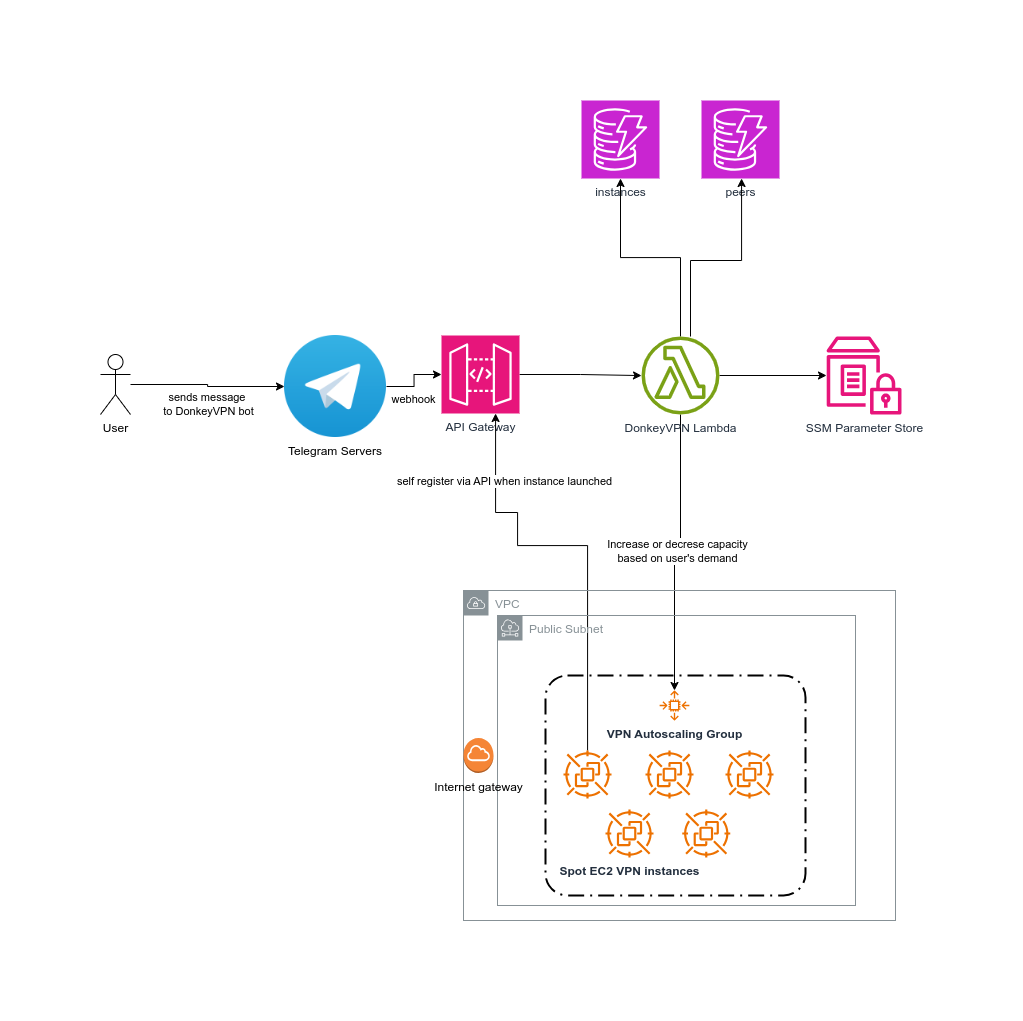 instances
peers
sends message
to DonkeyVPN bot
User
Telegram Servers
webhook
</>
API Gateway
DonkeyVPN Lambda
SSM Parameter Store
self register via API when instance launched
Increase or decrese capacity
based on user's demand
VPC
Public Subnet
VPN Autoscaling Group
Internet gateway
Spot EC2 VPN instances